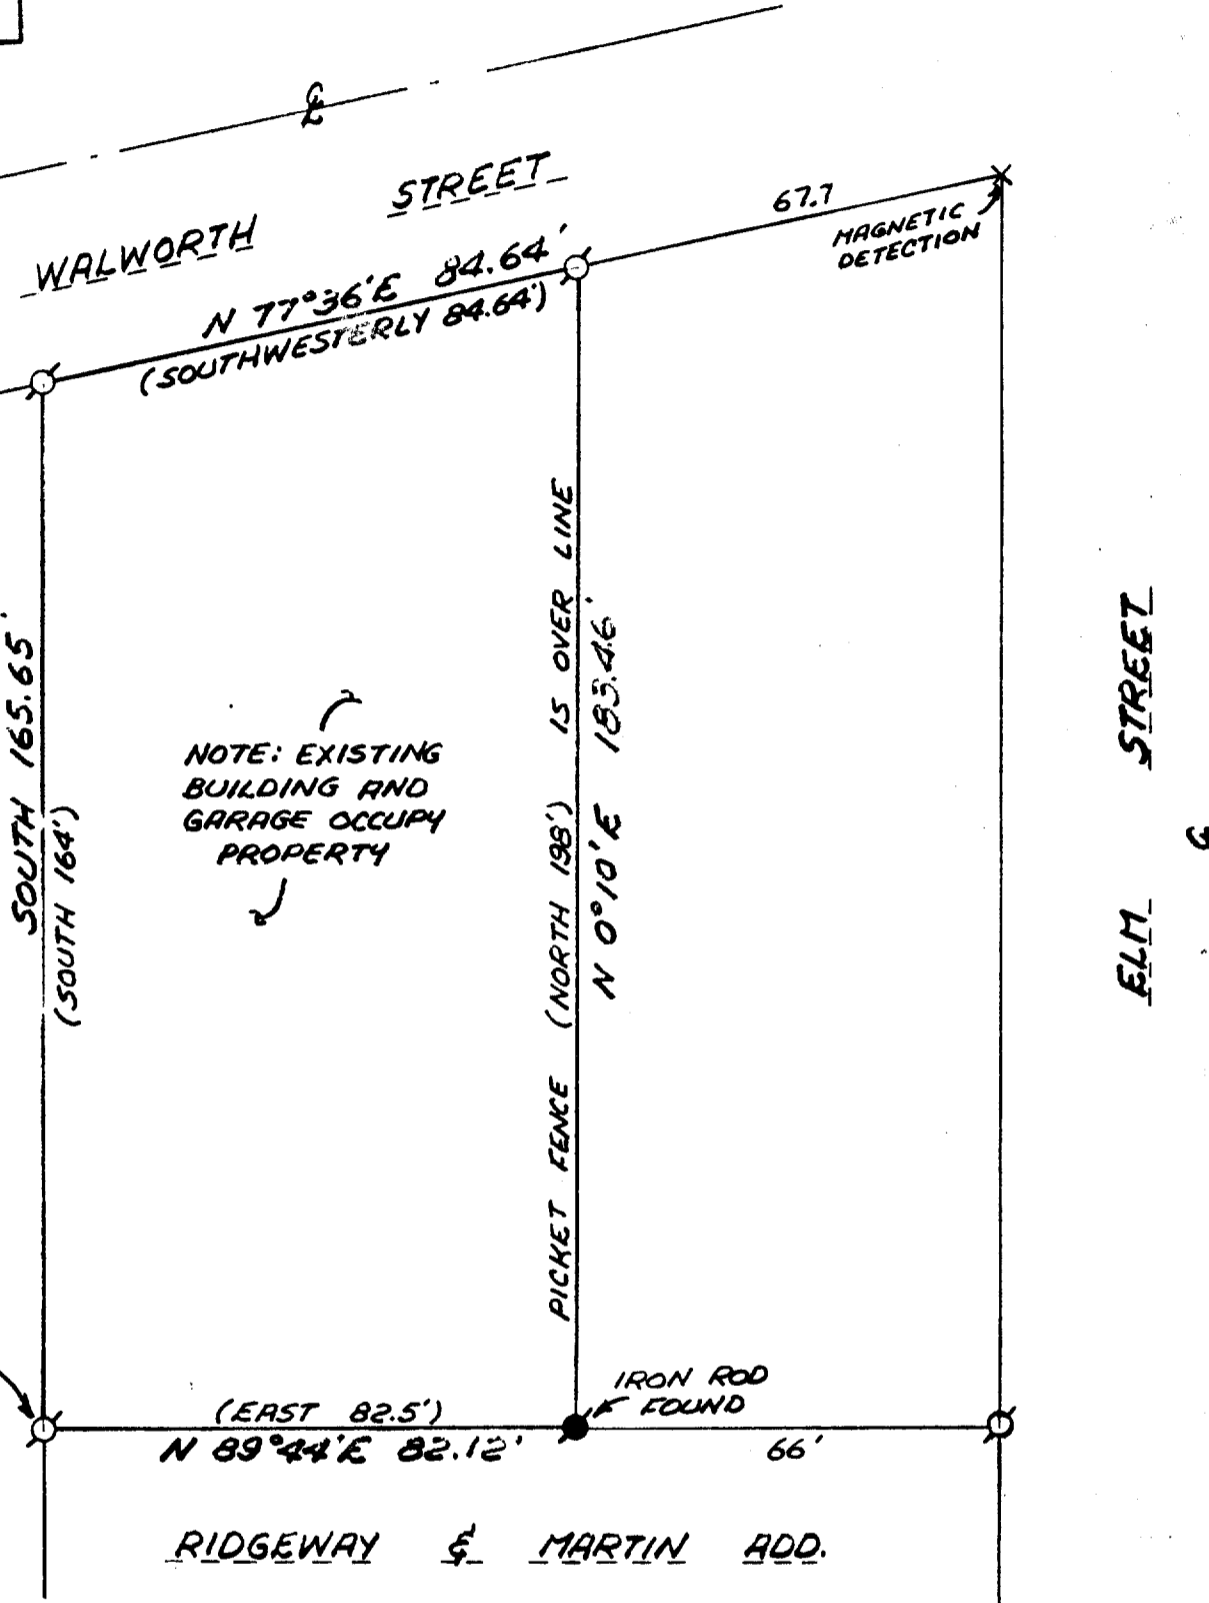 ℄
WALWORTH STREET
67.7
MAGNETIC
DETECTION
N 77°36'E 84.64'
(SOUTHWESTERLY 84.64')
SOUTH 165.65'
(SOUTH 164')
NOTE: EXISTING
BUILDING AND
GARAGE OCCUPY
PROPERTY
PICKET FENCE (NORTH 198') IS OVER LINE
N 0°10'E 183.46'
ELM STREET
IRON ROD
FOUND
(EAST 82.5')
N 89°44'E 82.12'
66'
RIDGEWAY & MARTIN ADD.